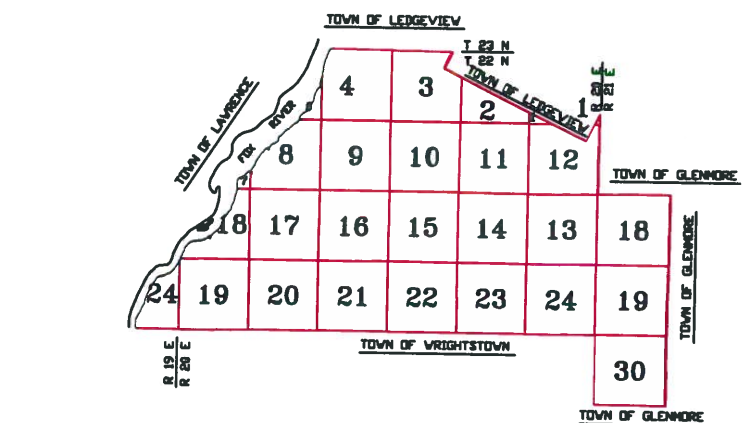 TOWN OF LEDGEVIEW
T 23 N
T 22 N
TOWN OF LEDGEVIEW
R 20 E
R 21 E
TOWN OF LAWRENCE
FOX RIVER
4 3 2 1 1
7 8 9 10 11 12
TOWN OF GLENMORE
18 17 16 15 14 13 18
TOWN OF GLENMORE
24 19 20 21 22 23 24 19
R 19 E
R 20 E
TOWN OF WRIGHTSTOWN
30
TOWN OF GLENMORE